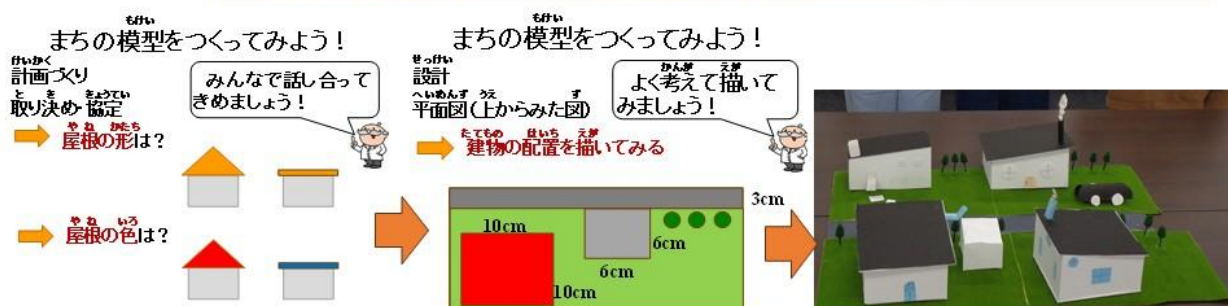 まちの模型をつくってみよう！
計画づくり
取り決め・協定
みんなで話し合って
きめましょう！
屋根の形は？
屋根の色は？
まちの模型をつくってみよう！
設計
平面図（上からみた図）
よく考えて描いて
みましょう！
建物の配置を描いてみる
3cm
10cm
6cm
6cm
10cm